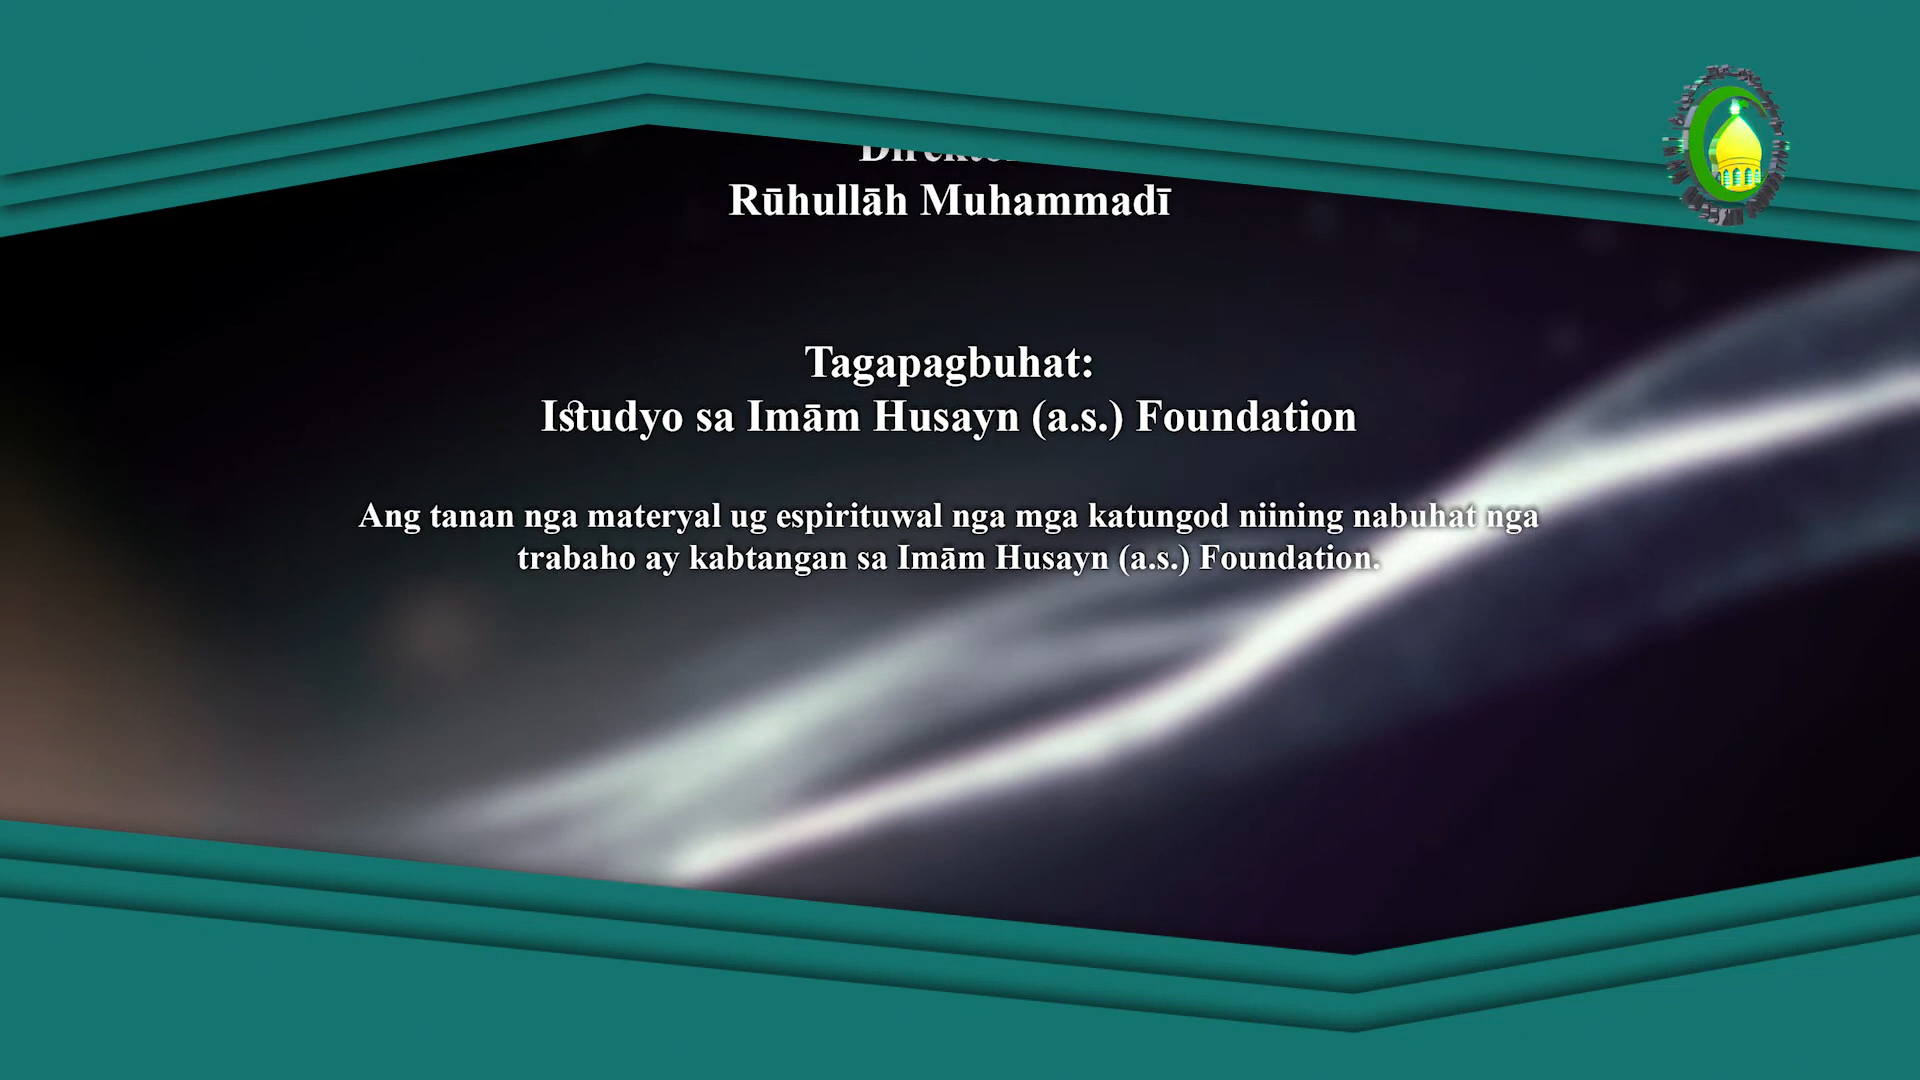 Rūhullāh Muhammadī
Tagapagbuhat:
Istudyo sa Imām Husayn (a.s.) Foundation
Ang tanan nga materyal ug espirituwal nga mga katungod niining nabuhat nga
trabaho ay kabtangan sa Imām Husayn (a.s.) Foundation.